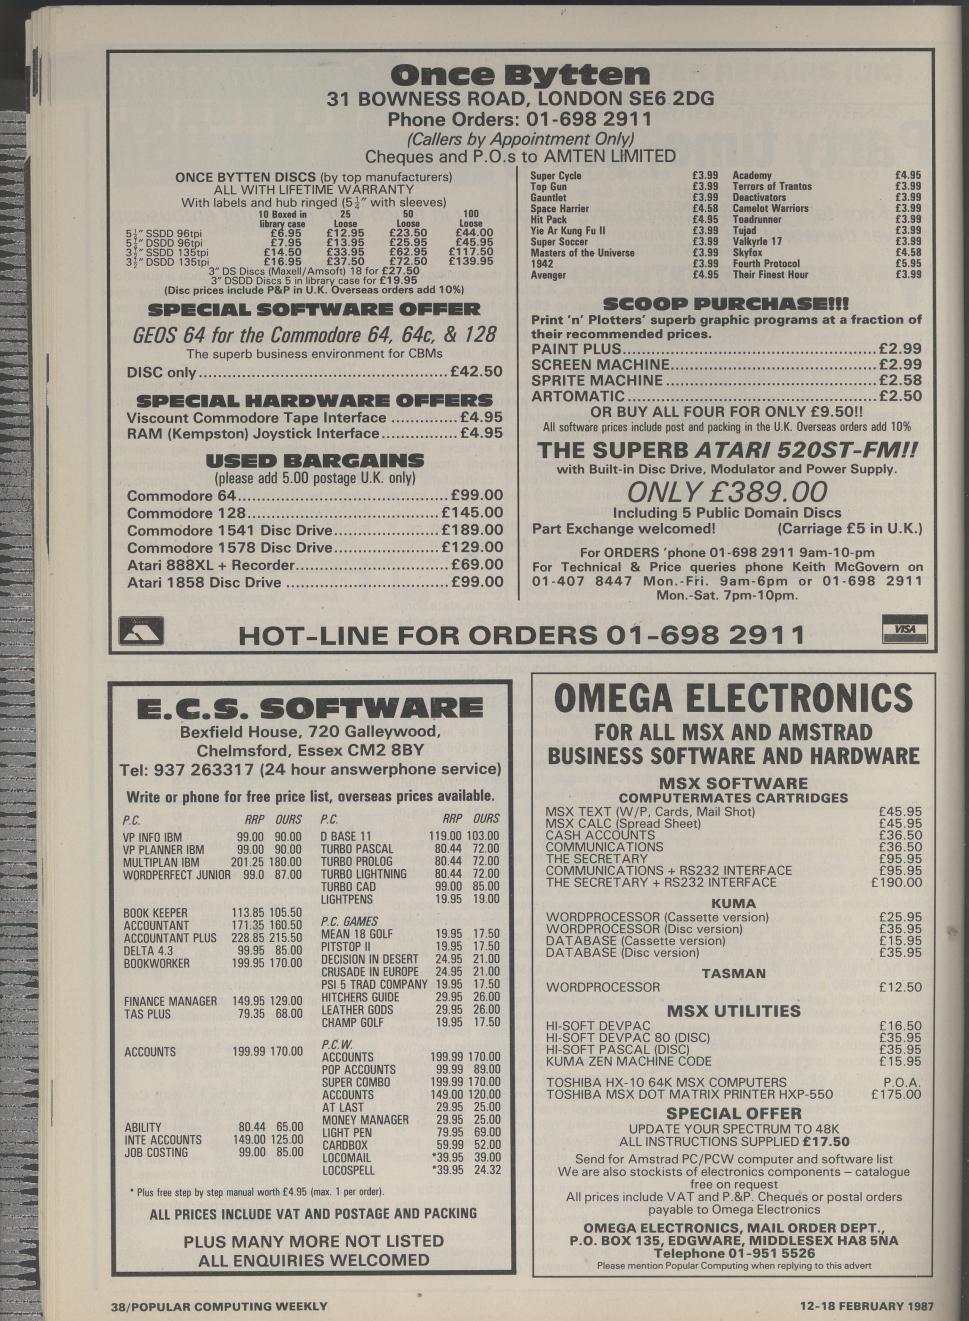 Once Bytten
31 BOWNESS ROAD, LONDON SE6 2DG
Phone Orders: 01-698 2911
(Callers by Appointment Only)
Cheques and P.O.s to AMTEN LIMITED
ONCE BYTTEN DISCS (by top manufacturers)
ALL WITH LIFETIME WARRANTY
With labels and hub ringed (5¼″ with sleeves)
10 Boxed in 25 50 100
library case Loose Loose Loose
5¼″ SSDD 96tpi £6.95 £12.95 £23.50 £44.00
5¼″ DSDD 96tpi £7.95 £13.95 £25.95 £45.95
3½″ SSDD 135tpi £14.50 £33.95 £62.95 £117.50
3½″ DSDD 135tpi £16.95 £37.50 £72.50 £139.95
3″ DS Discs (Maxell/Amsoft) 18 for £27.50
3″ DSDD Discs 5 in library case for £19.95
(Disc prices include P&P in U.K. Overseas orders add 10%)
SPECIAL SOFTWARE OFFER
GEOS 64 for the Commodore 64, 64c, & 128
The superb business environment for CBMs
DISC only £42.50
SPECIAL HARDWARE OFFERS
Viscount Commodore Tape Interface £4.95
RAM (Kempston) Joystick Interface £4.95
USED BARGAINS
(please add 5.00 postage U.K. only)
Commodore 64 £99.00
Commodore 128 £145.00
Commodore 1541 Disc Drive £189.00
Commodore 1578 Disc Drive £129.00
Atari 888XL + Recorder £69.00
Atari 1858 Disc Drive £99.00
Super Cycle £3.99 Academy £4.95
Top Gun £3.99 Terrors of Trantos £3.99
Gauntlet £3.99 Deactivators £3.99
Space Harrier £4.58 Camelot Warriors £3.99
Hit Pack £4.95 Toadrunner £3.99
Yie Ar Kung Fu II £3.99 Tujad £3.99
Super Soccer £3.99 Valkyrle 17 £3.99
Masters of the Universe £3.99 Skyfox £4.58
1942 £3.99 Fourth Protocol £5.95
Avenger £4.95 Their Finest Hour £3.99
SCOOP PURCHASE!!!
Print 'n' Plotters' superb graphic programs at a fraction of
their recommended prices.
PAINT PLUS £2.99
SCREEN MACHINE £2.99
SPRITE MACHINE £2.58
ARTOMATIC £2.50
OR BUY ALL FOUR FOR ONLY £9.50!!
All software prices include post and packing in the U.K. Overseas orders add 10%
THE SUPERB ATARI 520ST-FM!!
with Built-in Disc Drive, Modulator and Power Supply.
ONLY £389.00
Including 5 Public Domain Discs
Part Exchange welcomed! (Carriage £5 in U.K.)
For ORDERS 'phone 01-698 2911 9am-10-pm
For Technical & Price queries phone Keith McGovern on
01-407 8447 Mon.-Fri. 9am-6pm or 01-698 2911
Mon.-Sat. 7pm-10pm.
HOT-LINE FOR ORDERS 01-698 2911
VISA
E.C.S. SOFTWARE
Bexfield House, 720 Galleywood,
Chelmsford, Essex CM2 8BY
Tel: 937 263317 (24 hour answerphone service)
Write or phone for free price list, overseas prices available.
P.C. RRP OURS
VP INFO IBM 99.00 90.00
VP PLANNER IBM 99.00 90.00
MULTIPLAN IBM 201.25 180.00
WORDPERFECT JUNIOR 99.0 87.00
BOOK KEEPER 113.85 105.50
ACCOUNTANT 171.35 160.50
ACCOUNTANT PLUS 228.85 215.50
DELTA 4.3 99.95 85.00
BOOKWORKER 199.95 170.00
FINANCE MANAGER 149.95 129.00
TAS PLUS 79.35 68.00
ACCOUNTS 199.99 170.00
ABILITY 80.44 65.00
INTE ACCOUNTS 149.00 125.00
JOB COSTING 99.00 85.00
P.C. RRP OURS
D BASE 11 119.00 103.00
TURBO PASCAL 80.44 72.00
TURBO PROLOG 80.44 72.00
TURBO LIGHTNING 80.44 72.00
TURBO CAD 99.00 85.00
LIGHTPENS 19.95 19.00
P.C. GAMES
MEAN 18 GOLF 19.95 17.50
PITSTOP II 19.95 17.50
DECISION IN DESERT 24.95 21.00
CRUSADE IN EUROPE 24.95 21.00
PSI 5 TRAD COMPANY 19.95 17.50
HITCHERS GUIDE 29.95 26.00
LEATHER GODS 29.95 26.00
CHAMP GOLF 19.95 17.50
P.C.W.
ACCOUNTS 199.99 170.00
POP ACCOUNTS 99.99 89.00
SUPER COMBO 199.99 170.00
ACCOUNTS 149.00 120.00
AT LAST 29.95 25.00
MONEY MANAGER 29.95 25.00
LIGHT PEN 79.95 69.00
CARDBOX 59.99 52.00
LOCOMAIL *39.95 39.00
LOCOSPELL *39.95 24.32
* Plus free step by step manual worth £4.95 (max. 1 per order).
ALL PRICES INCLUDE VAT AND POSTAGE AND PACKING
PLUS MANY MORE NOT LISTED
ALL ENQUIRIES WELCOMED
OMEGA ELECTRONICS
FOR ALL MSX AND AMSTRAD
BUSINESS SOFTWARE AND HARDWARE
MSX SOFTWARE
COMPUTERMATES CARTRIDGES
MSX TEXT (W/P, Cards, Mail Shot) £45.95
MSX CALC (Spread Sheet) £45.95
CASH ACCOUNTS £36.50
COMMUNICATIONS £36.50
THE SECRETARY £95.95
COMMUNICATIONS + RS232 INTERFACE £95.95
THE SECRETARY + RS232 INTERFACE £190.00
KUMA
WORDPROCESSOR (Cassette version) £25.95
WORDPROCESSOR (Disc version) £35.95
DATABASE (Cassette version) £15.95
DATABASE (Disc version) £35.95
TASMAN
WORDPROCESSOR £12.50
MSX UTILITIES
HI-SOFT DEVPAC £16.50
HI-SOFT DEVPAC 80 (DISC) £35.95
HI-SOFT PASCAL (DISC) £35.95
KUMA ZEN MACHINE CODE £15.95
TOSHIBA HX-10 64K MSX COMPUTERS P.O.A.
TOSHIBA MSX DOT MATRIX PRINTER HXP-550 £175.00
SPECIAL OFFER
UPDATE YOUR SPECTRUM TO 48K
ALL INSTRUCTIONS SUPPLIED £17.50
Send for Amstrad PC/PCW computer and software list
We are also stockists of electronics components – catalogue
free on request
All prices include VAT and P.&P. Cheques or postal orders
payable to Omega Electronics
OMEGA ELECTRONICS, MAIL ORDER DEPT.,
P.O. BOX 135, EDGWARE, MIDDLESEX HA8 5NA
Telephone 01-951 5526
Please mention Popular Computing when replying to this advert
38/POPULAR COMPUTING WEEKLY
12-18 FEBRUARY 1987